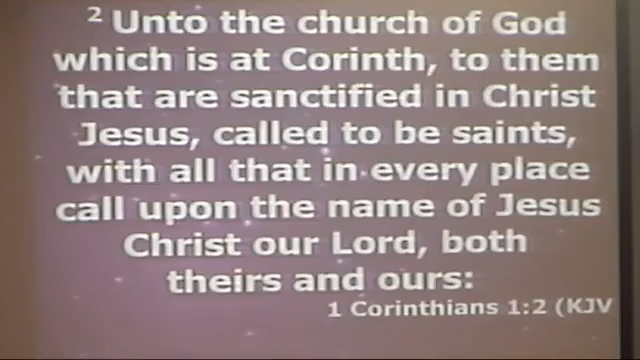 2 Unto the church of God
which is at Corinth, to them
that are sanctified in Christ
Jesus, called to be saints,
with all that in every place
call upon the name of Jesus
Christ our Lord, both
theirs and ours:
1 Corinthians 1:2 (KJV